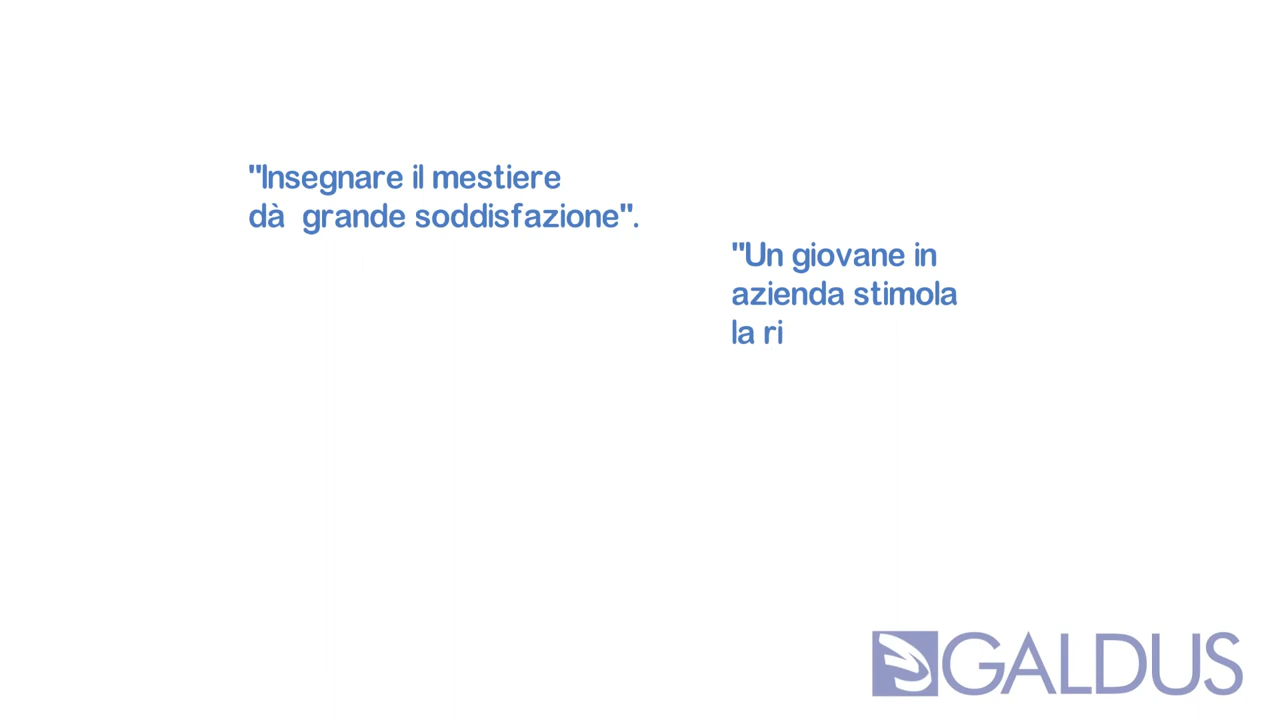 "Insegnare il mestiere
dà  grande soddisfazione".
"Un giovane in
azienda stimola
la ri
GALDUS